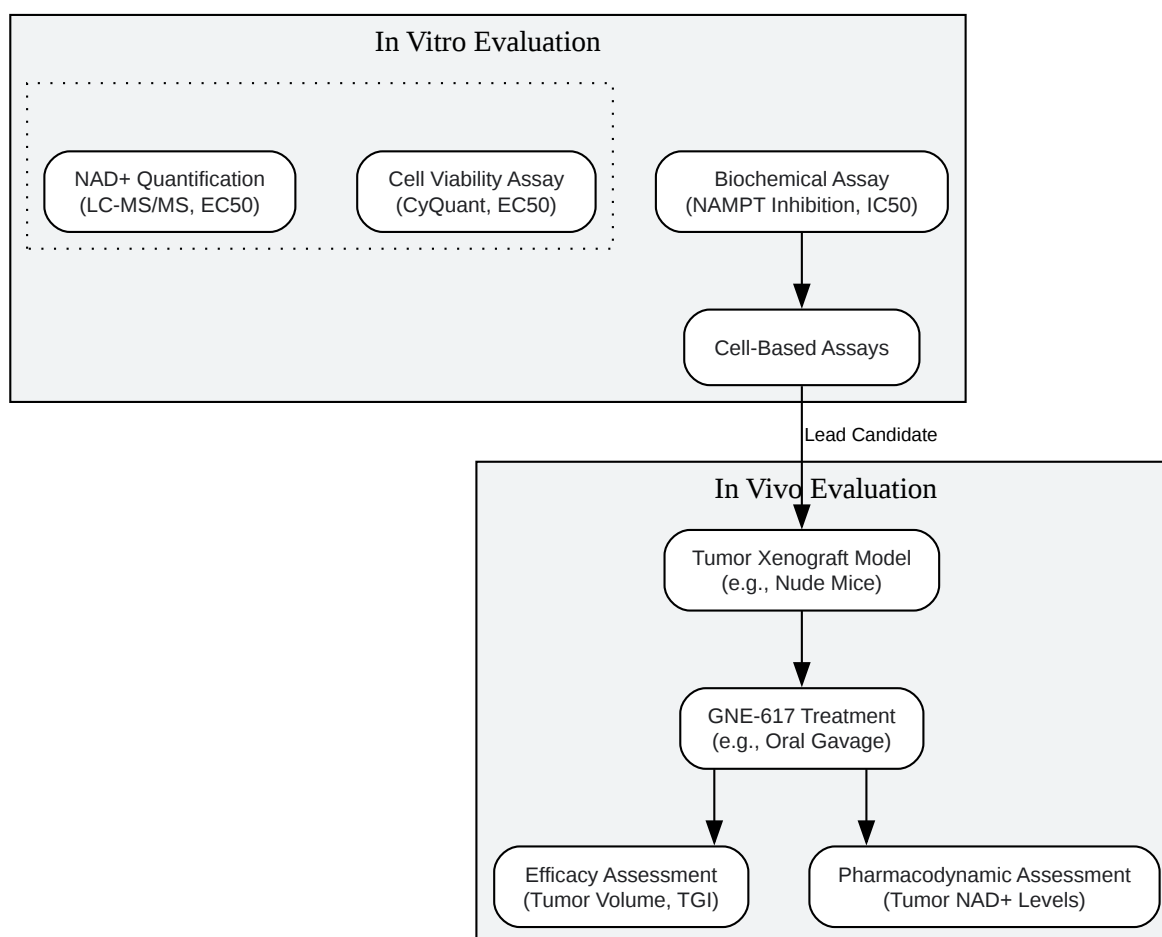 In Vitro Evaluation
NAD+ Quantification
(LC-MS/MS, EC50)
Cell Viability Assay
(CyQuant, EC50)
Biochemical Assay
(NAMPT Inhibition, IC50)
Cell-Based Assays
Lead Candidate
In Vivo Evaluation
Tumor Xenograft Model
(e.g., Nude Mice)
GNE-617 Treatment
(e.g., Oral Gavage)
Efficacy Assessment
(Tumor Volume, TGI)
Pharmacodynamic Assessment
(Tumor NAD+ Levels)